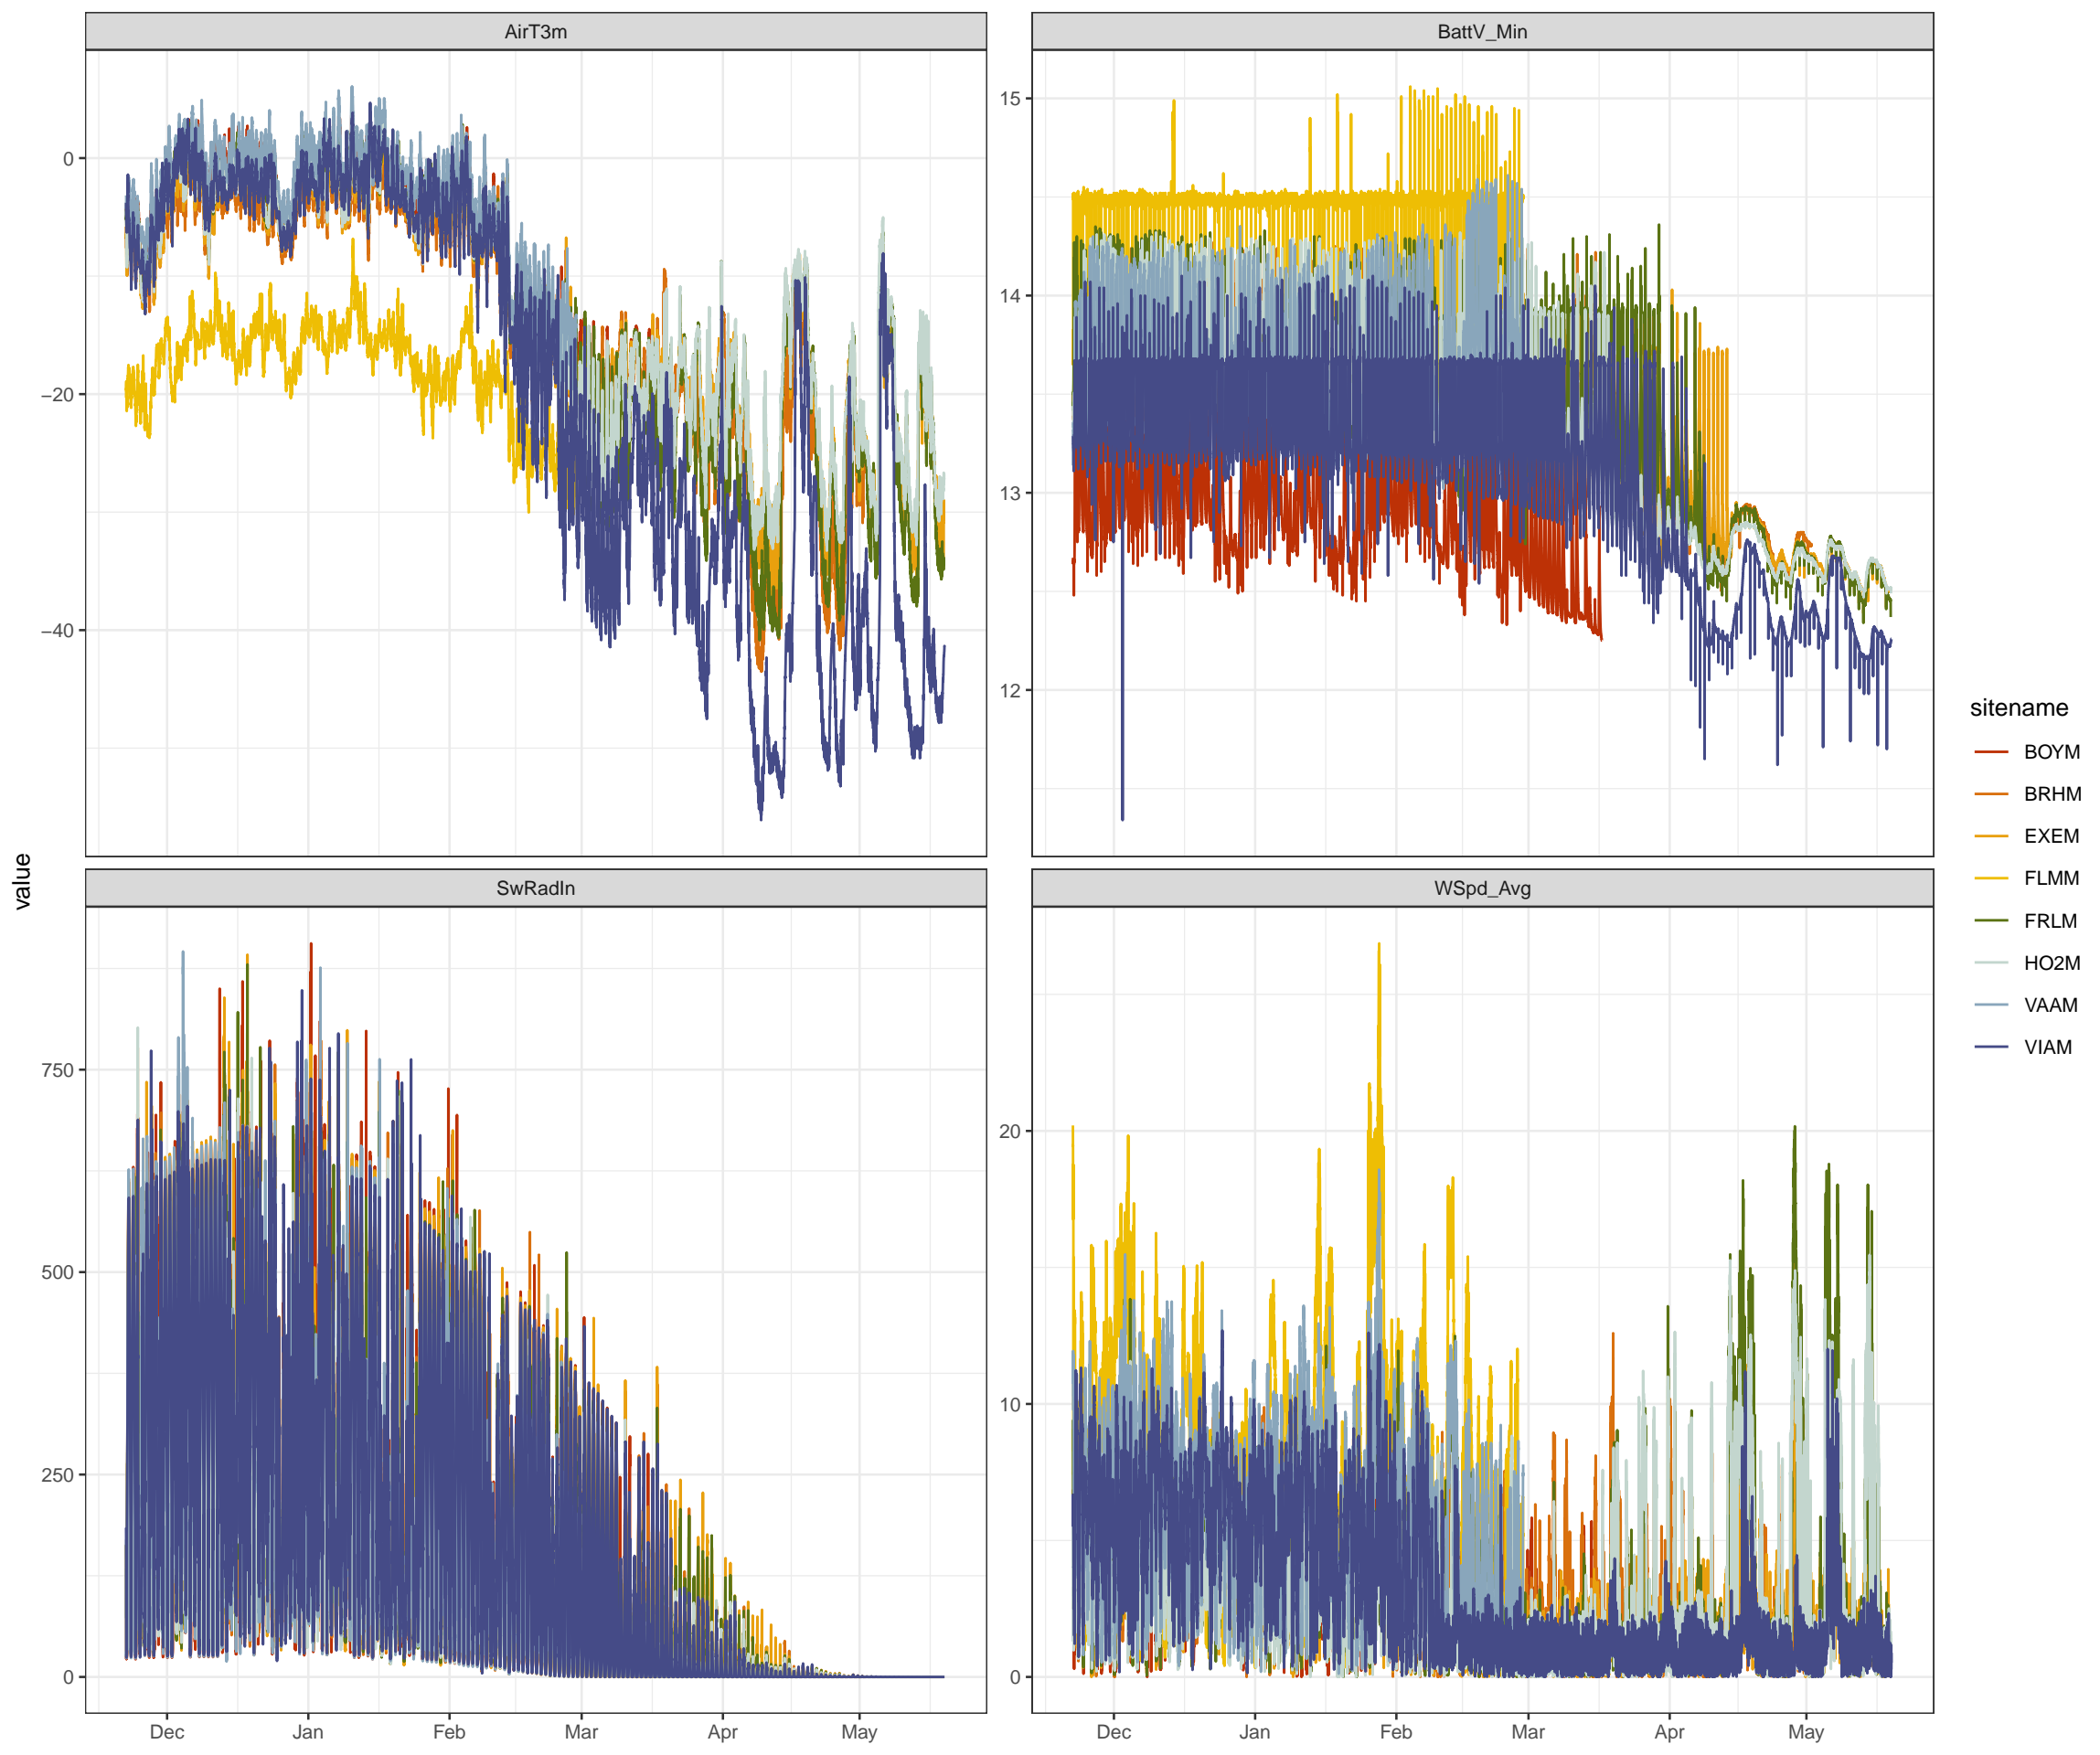 AirT3m
BattV_Min
0
−20
−40
15
14
13
12
SwRadIn
WSpd_Avg
750
500
250
0
20
10
0
Dec Jan Feb Mar Apr May
Dec Jan Feb Mar Apr May
value
sitename
BOYM
BRHM
EXEM
FLMM
FRLM
HO2M
VAAM
VIAM